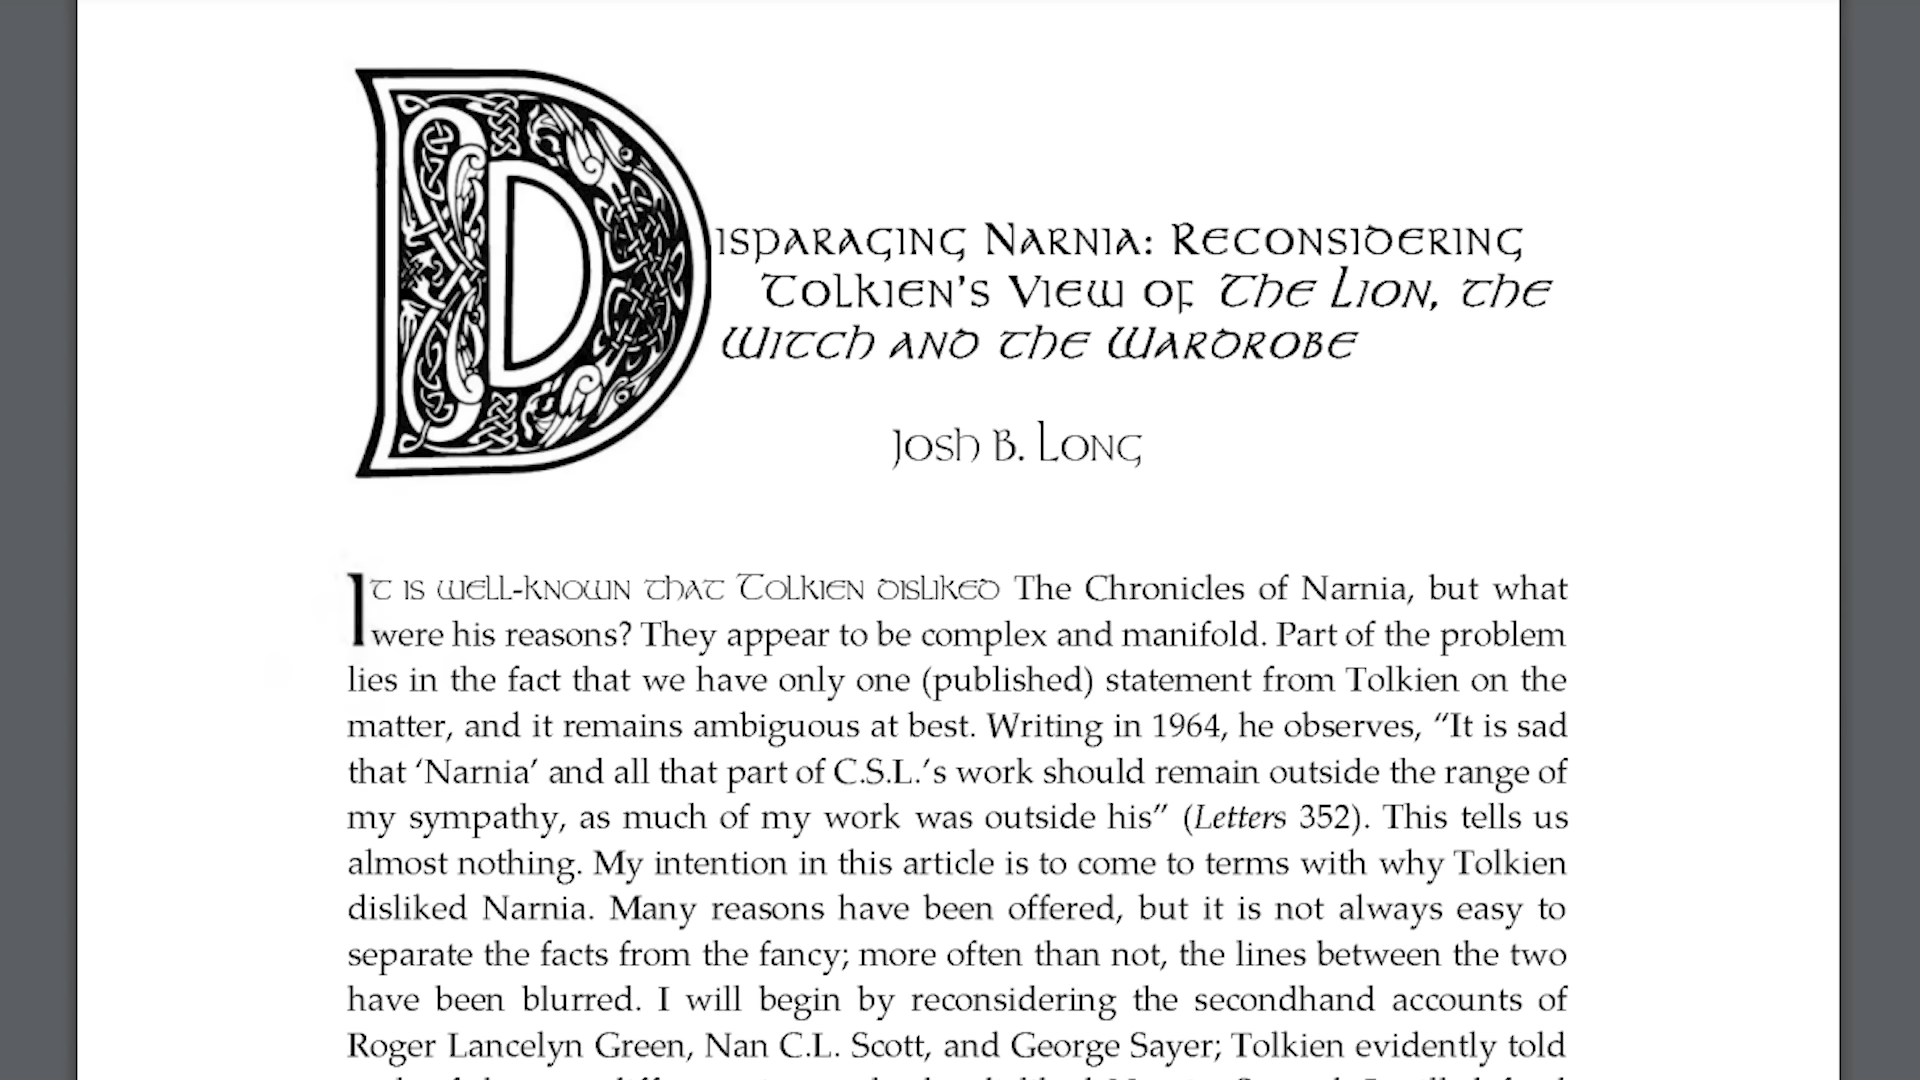 DISPARAGING NARNIA: RECONSIDERING
TOLKIEN'S VIEW OF THE LION, THE
WITCH AND THE WARDROBE
JOSH B. LONG
IT IS WELL-KNOWN THAT TOLKIEN DISLIKED The Chronicles of Narnia, but what
were his reasons? They appear to be complex and manifold. Part of the problem
lies in the fact that we have only one (published) statement from Tolkien on the
matter, and it remains ambiguous at best. Writing in 1964, he observes, “It is sad
that ‘Narnia’ and all that part of C.S.L.’s work should remain outside the range of
my sympathy, as much of my work was outside his” (Letters 352). This tells us
almost nothing. My intention in this article is to come to terms with why Tolkien
disliked Narnia. Many reasons have been offered, but it is not always easy to
separate the facts from the fancy; more often than not, the lines between the two
have been blurred. I will begin by reconsidering the secondhand accounts of
Roger Lancelyn Green, Nan C.L. Scott, and George Sayer; Tolkien evidently told